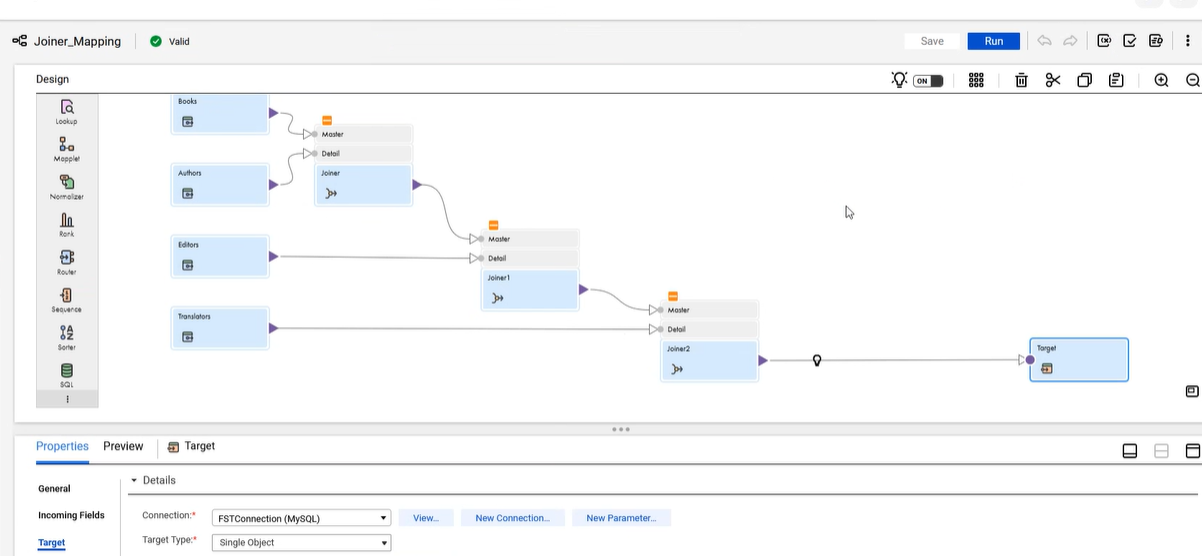 Joiner_Mapping
Valid
Save
Run
Design
ON
Lookup
Mapplet
Normalizer
Rank
Router
Sequence
Sorter
SQL
Books
Master
Detail
Joiner
Authors
Editors
Master
Detail
Joiner1
Translators
Master
Detail
Joiner2
Target
Properties
Preview
Target
General
Incoming Fields
Target
Details
Connection:*
FSTConnection (MySQL)
View...
New Connection...
New Parameter...
Target Type:*
Single Object